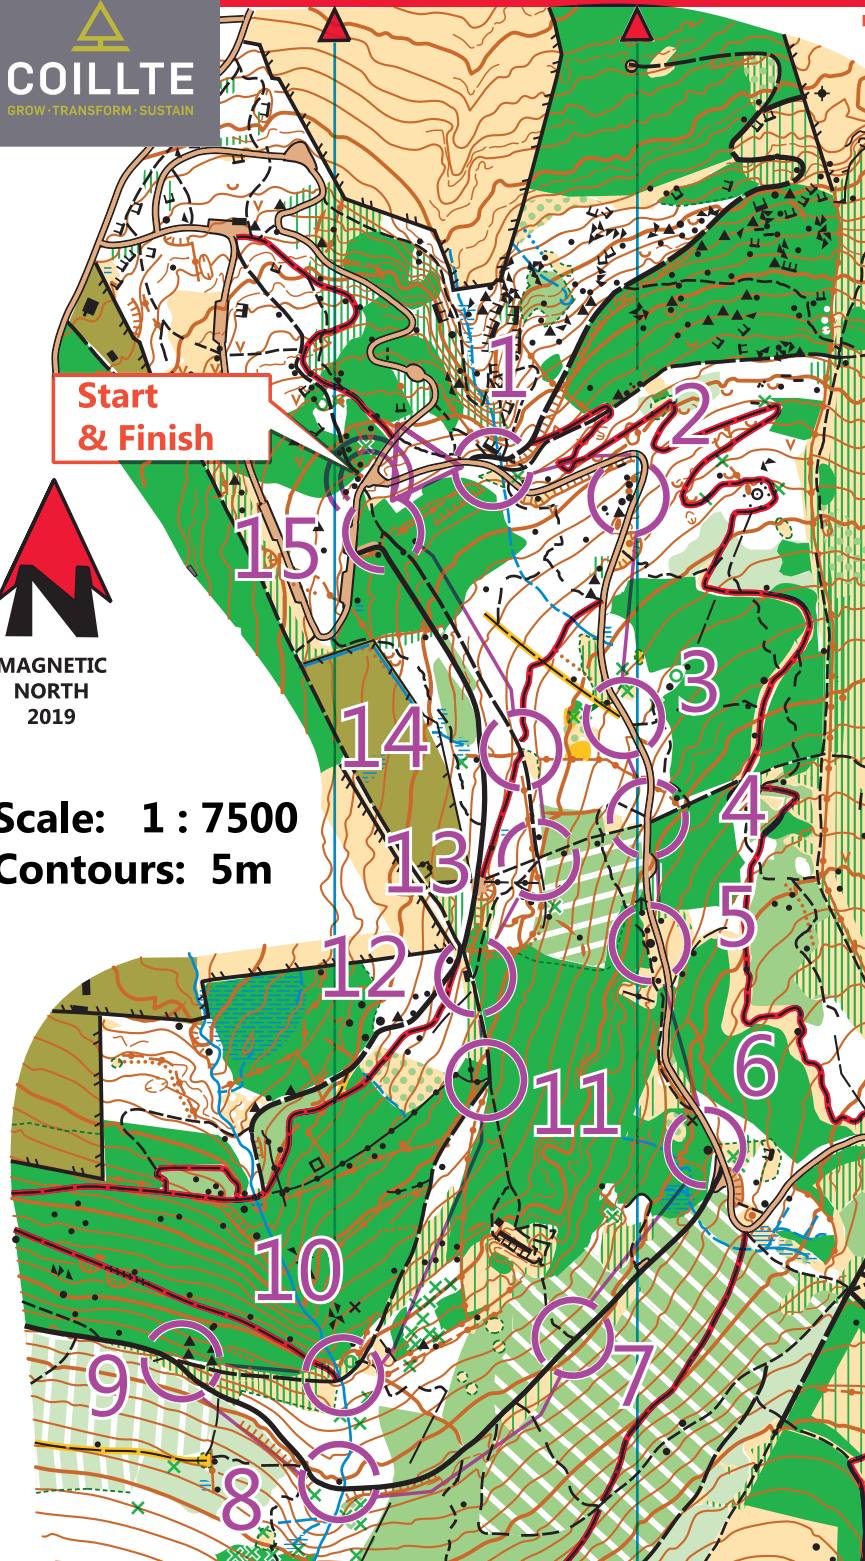 COILLTE
GROW · TRANSFORM · SUSTAIN
1
Start
& Finish
2
15
N
MAGNETIC
NORTH
2019
3
14
4
Scale: 1 : 7500
Contours: 5m
13
5
12
6
11
10
7
9
8